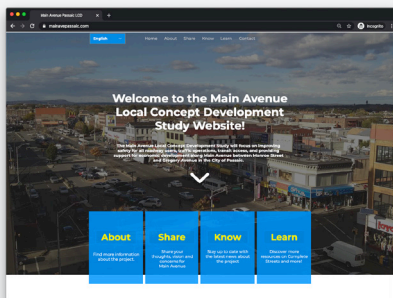 Main Avenue Passaic LCD
mainavepassaic.com
Incognito
English
Home About Share Know Learn Contact
Welcome to the Main Avenue
Local Concept Development
Study Website!
The Main Avenue Local Concept Development Study will focus on improving
safety for all roadway users, traffic operations, transit access, and providing
support for economic development along Main Avenue between Monroe Street
and Gregory Avenue in the City of Passaic.
About Share Know Learn
Find more information
about the project.
Share your
thoughts, vision and
concerns for
Main Avenue
Stay up to date with
the latest news about
the project
Discover more
resources on Complete
Streets and more!